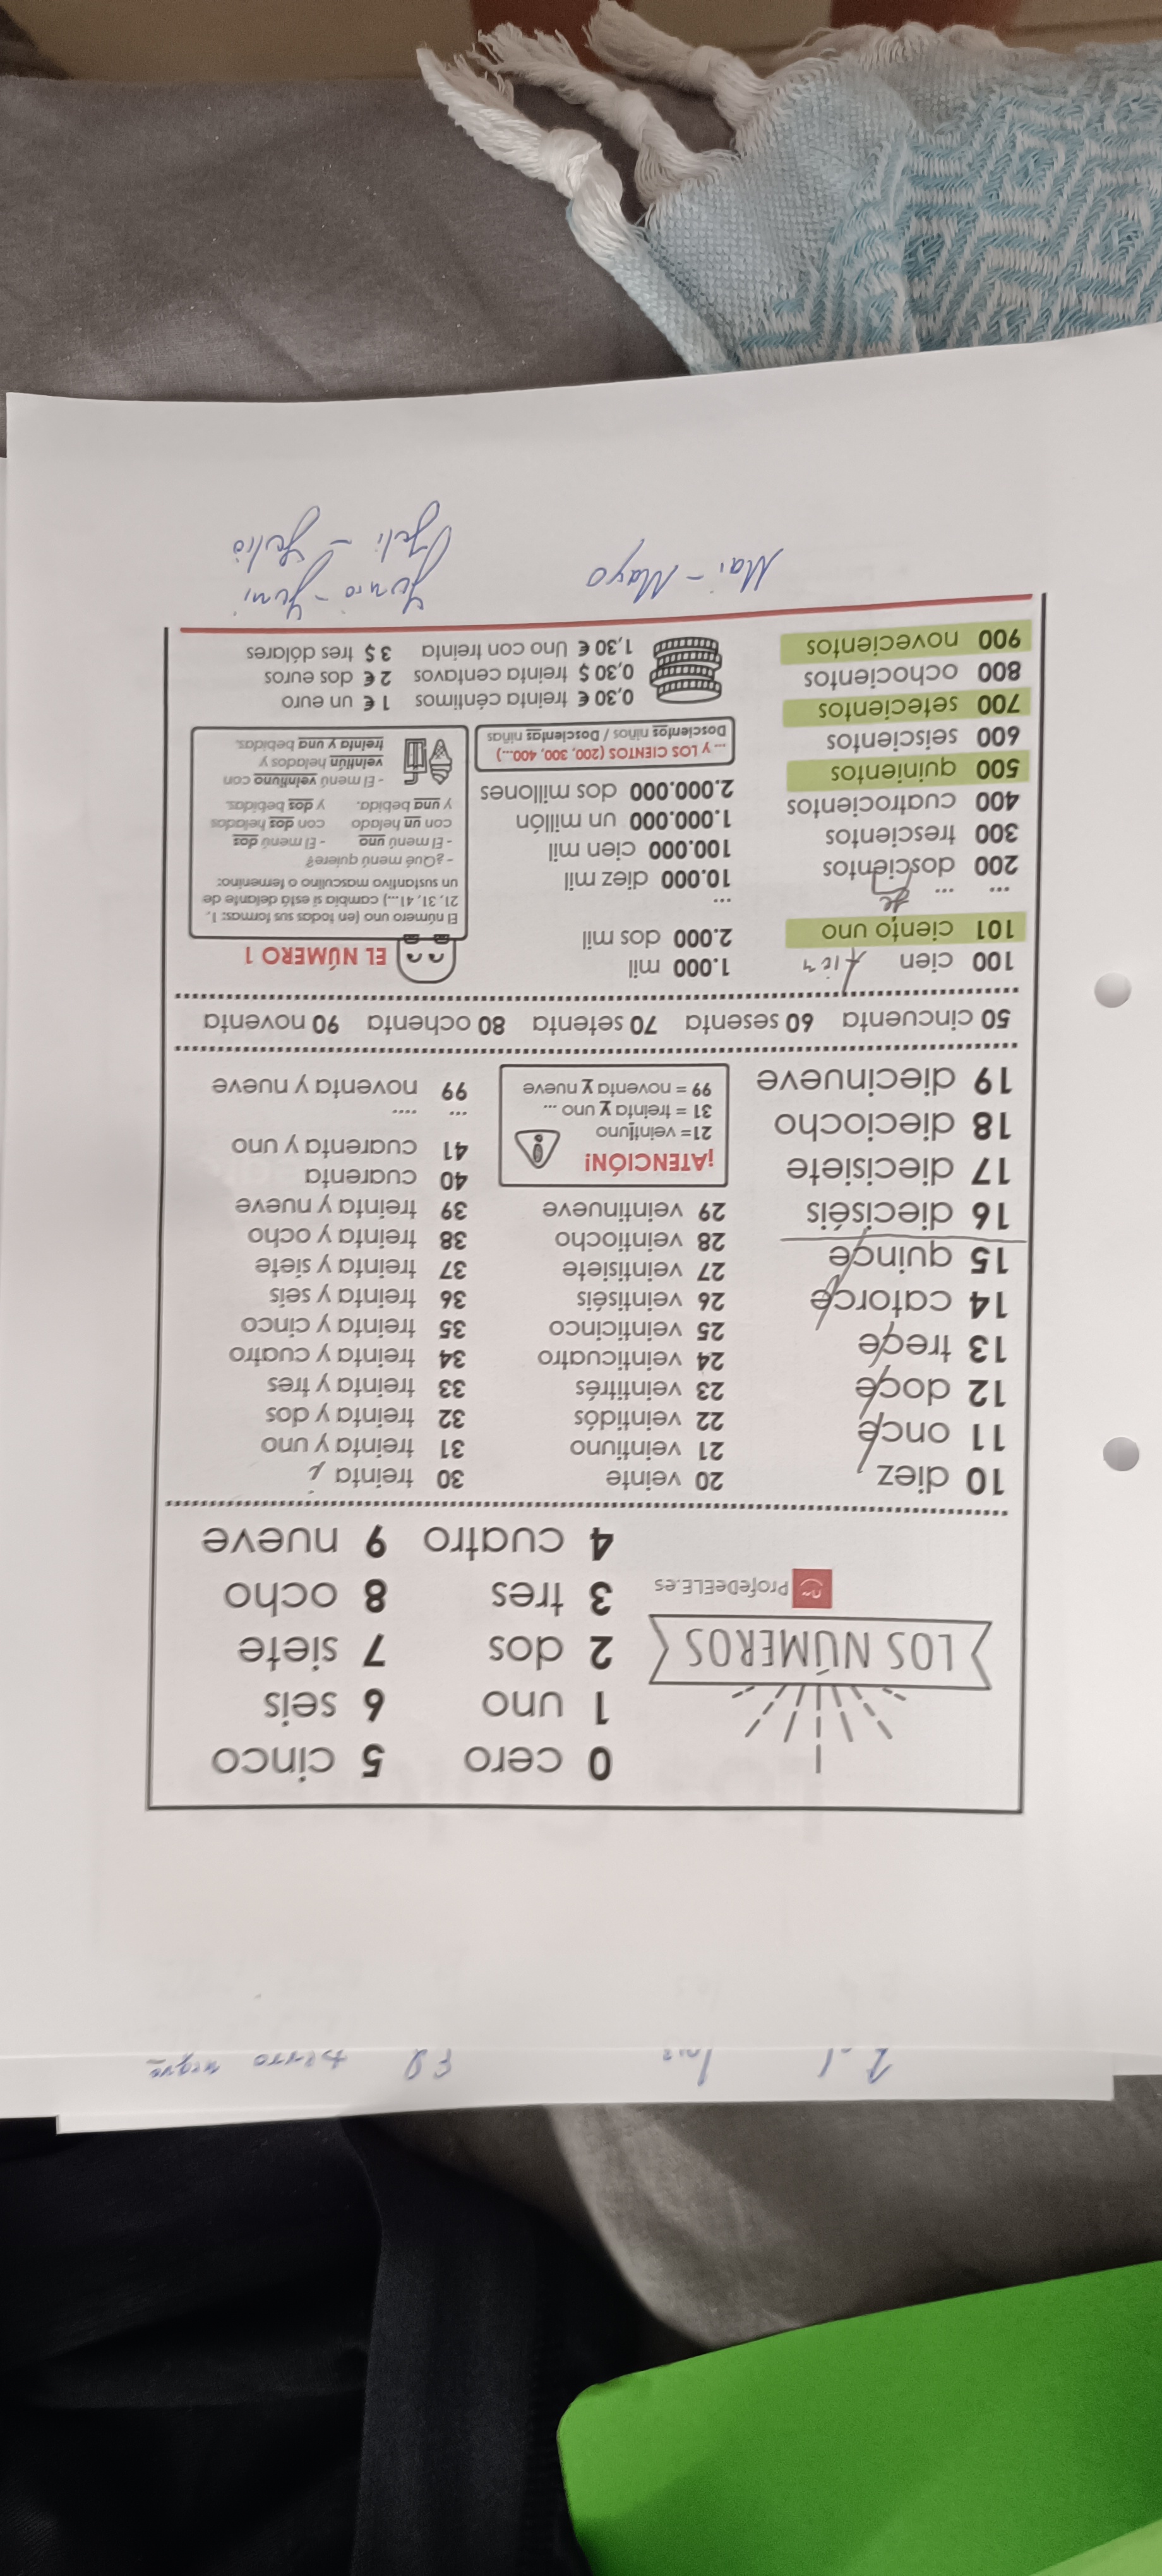 El perro negro
LOS NÚMEROS
ProfeDeELE.es
0 cero 5 cinco
1 uno 6 seis
2 dos 7 siete
3 tres 8 ocho
4 cuatro 9 nueve
10 diez
11 once
12 doce
13 trece
14 catorce
15 quince
16 dieciséis
17 diecisiete
18 dieciocho
19 diecinueve
20 veinte
21 veintiuno
22 veintidós
23 veintitrés
24 veinticuatro
25 veinticinco
26 veintiséis
27 veintisiete
28 veintiocho
29 veintinueve
¡ATENCIÓN!
21= veintiuno
31 = treinta y uno ...
99 = noventa y nueve
30 treinta y
31 treinta y uno
32 treinta y dos
33 treinta y tres
34 treinta y cuatro
35 treinta y cinco
36 treinta y seis
37 treinta y siete
38 treinta y ocho
39 treinta y nueve
40 cuarenta
41 cuarenta y uno
... ....
99 noventa y nueve
50 cincuenta 60 sesenta 70 setenta 80 ochenta 90 noventa
100 cien
101 ciento uno
... ...
200 doscientos
300 trescientos
400 cuatrocientos
500 quinientos
600 seiscientos
700 setecientos
800 ochocientos
900 novecientos
1.000 mil
2.000 dos mil
...
10.000 diez mil
100.000 cien mil
1.000.000 un millón
2.000.000 dos millones
... Y LOS CIENTOS (200, 300, 400...)
Doscientos niños / Doscientas niñas
EL NÚMERO 1
El número uno (en todas sus formas: 1,
21, 31, 41...) cambia si está delante de
un sustantivo masculino o femenino:
- ¿Qué menú quiere?
- El menú uno - El menú dos
con un helado con dos helados
y una bebida. y dos bebidas.
- El menú veintiuno con
veintiún helados y
treinta y una bebidas.
0,30 € treinta céntimos 1 € un euro
0,30 $ treinta centavos 2 € dos euros
1,30 € Uno con treinta 3 $ tres dólares
Mai - Mayo
Junio - Juni
Juli - Julio